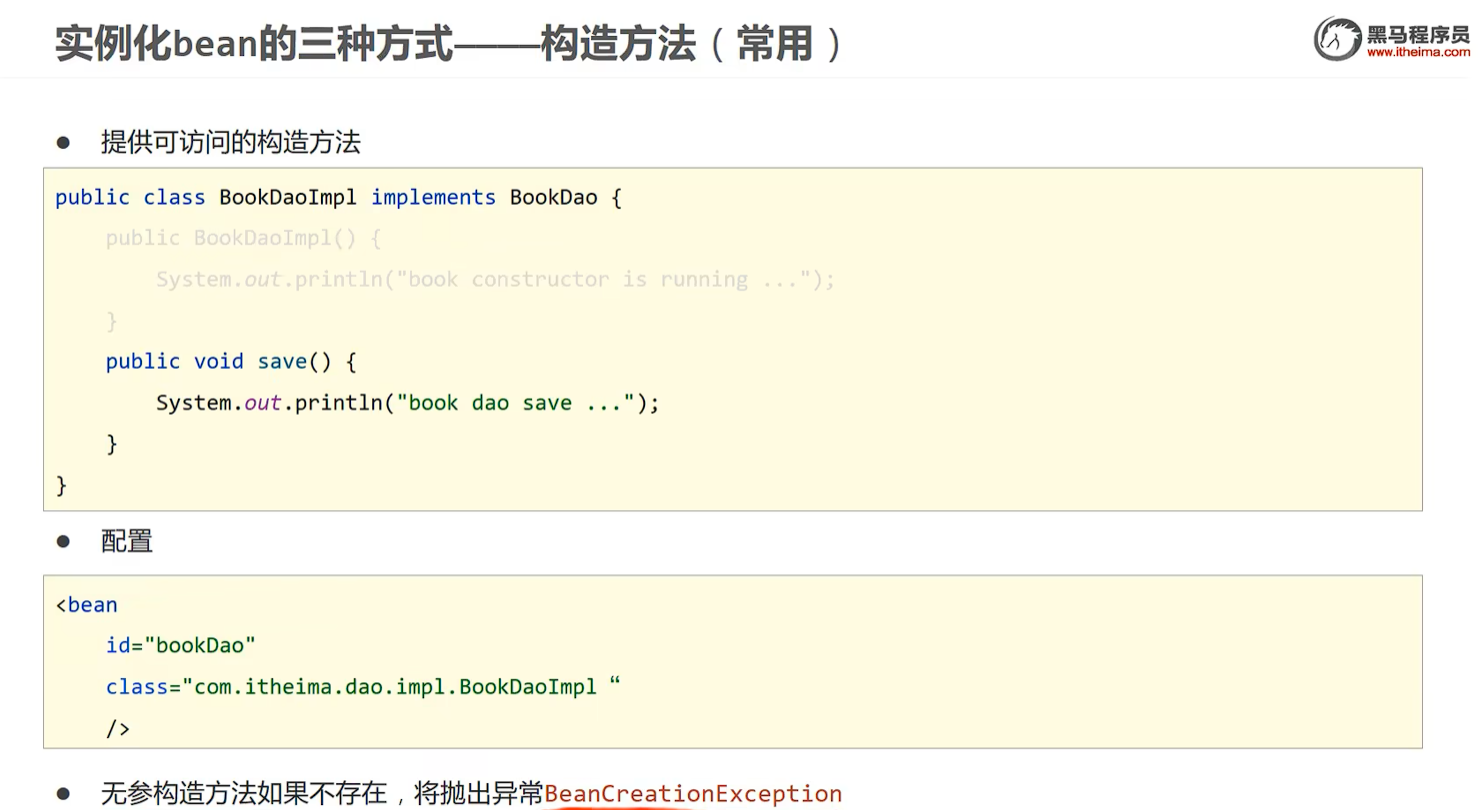 实例化bean的三种方式——构造方法（常用）
黑马程序员
www.itheima.com
● 提供可访问的构造方法
public class BookDaoImpl implements BookDao {
    public BookDaoImpl() {
        System.out.println("book constructor is running ...");
    }
    public void save() {
        System.out.println("book dao save ...");
    }
}
● 配置
<bean
    id="bookDao"
    class="com.itheima.dao.impl.BookDaoImpl “
    />
● 无参构造方法如果不存在，将抛出异常BeanCreationException